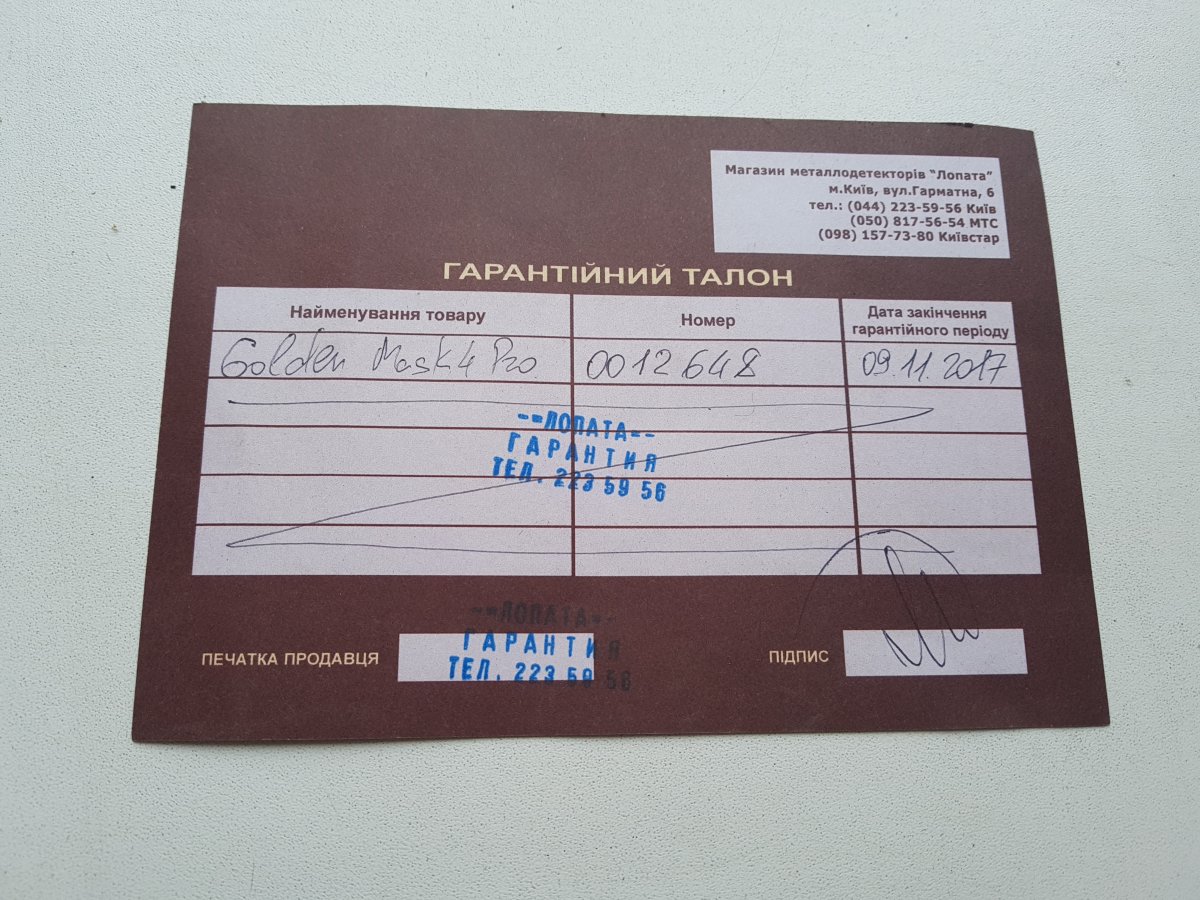 Магазин металлодетекторів "Лопата"
м.Київ, вул.Гарматна, 6
тел.: (044) 223-59-56 Київ
(050) 817-56-54 МТС
(098) 157-73-80 Київстар
ГАРАНТІЙНИЙ ТАЛОН
Найменування товару
Номер
Дата закінчення
гарантійного періоду
Golden Mask 4 Pro
0012648
09.11.2017
--ЛОПАТА--
ГАРАНТИЯ
ТЕЛ. 223 59 56
ПЕЧАТКА ПРОДАВЦЯ
--ЛОПАТА--
ГАРАНТИЯ
ТЕЛ. 223 59 56
ПІДПИС